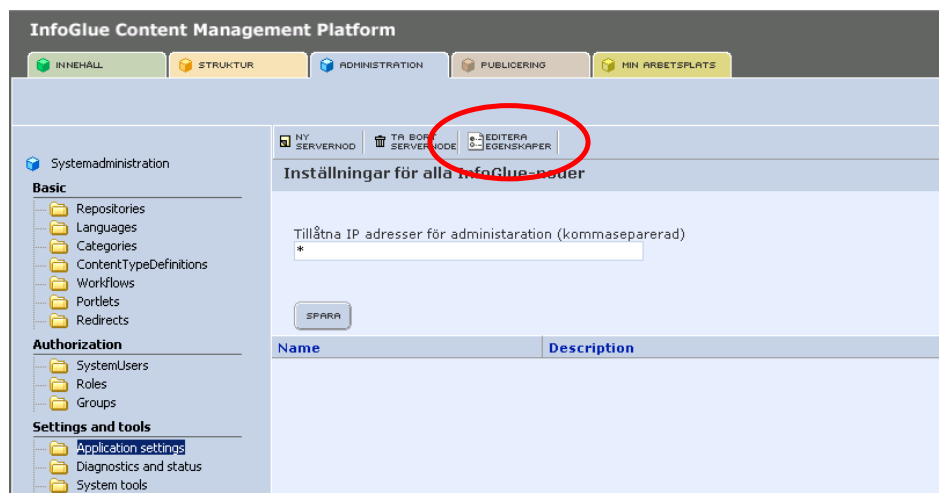 InfoGlue Content Management Platform
INNEHÅLL STRUKTUR ADMINISTRATION PUBLICERING MIN ARBETSPLATS
NY SERVERNOD
TA BORT SERVERNODE
EDITERA EGENSKAPER
Systemadministration
Basic
Repositories
Languages
Categories
ContentTypeDefinitions
Workflows
Portlets
Redirects
Authorization
SystemUsers
Roles
Groups
Settings and tools
Application settings
Diagnostics and status
System tools
Inställningar för alla InfoGlue-noder
Tillåtna IP adresser för administaration (kommaseparerad)
*
SPARA
Name Description